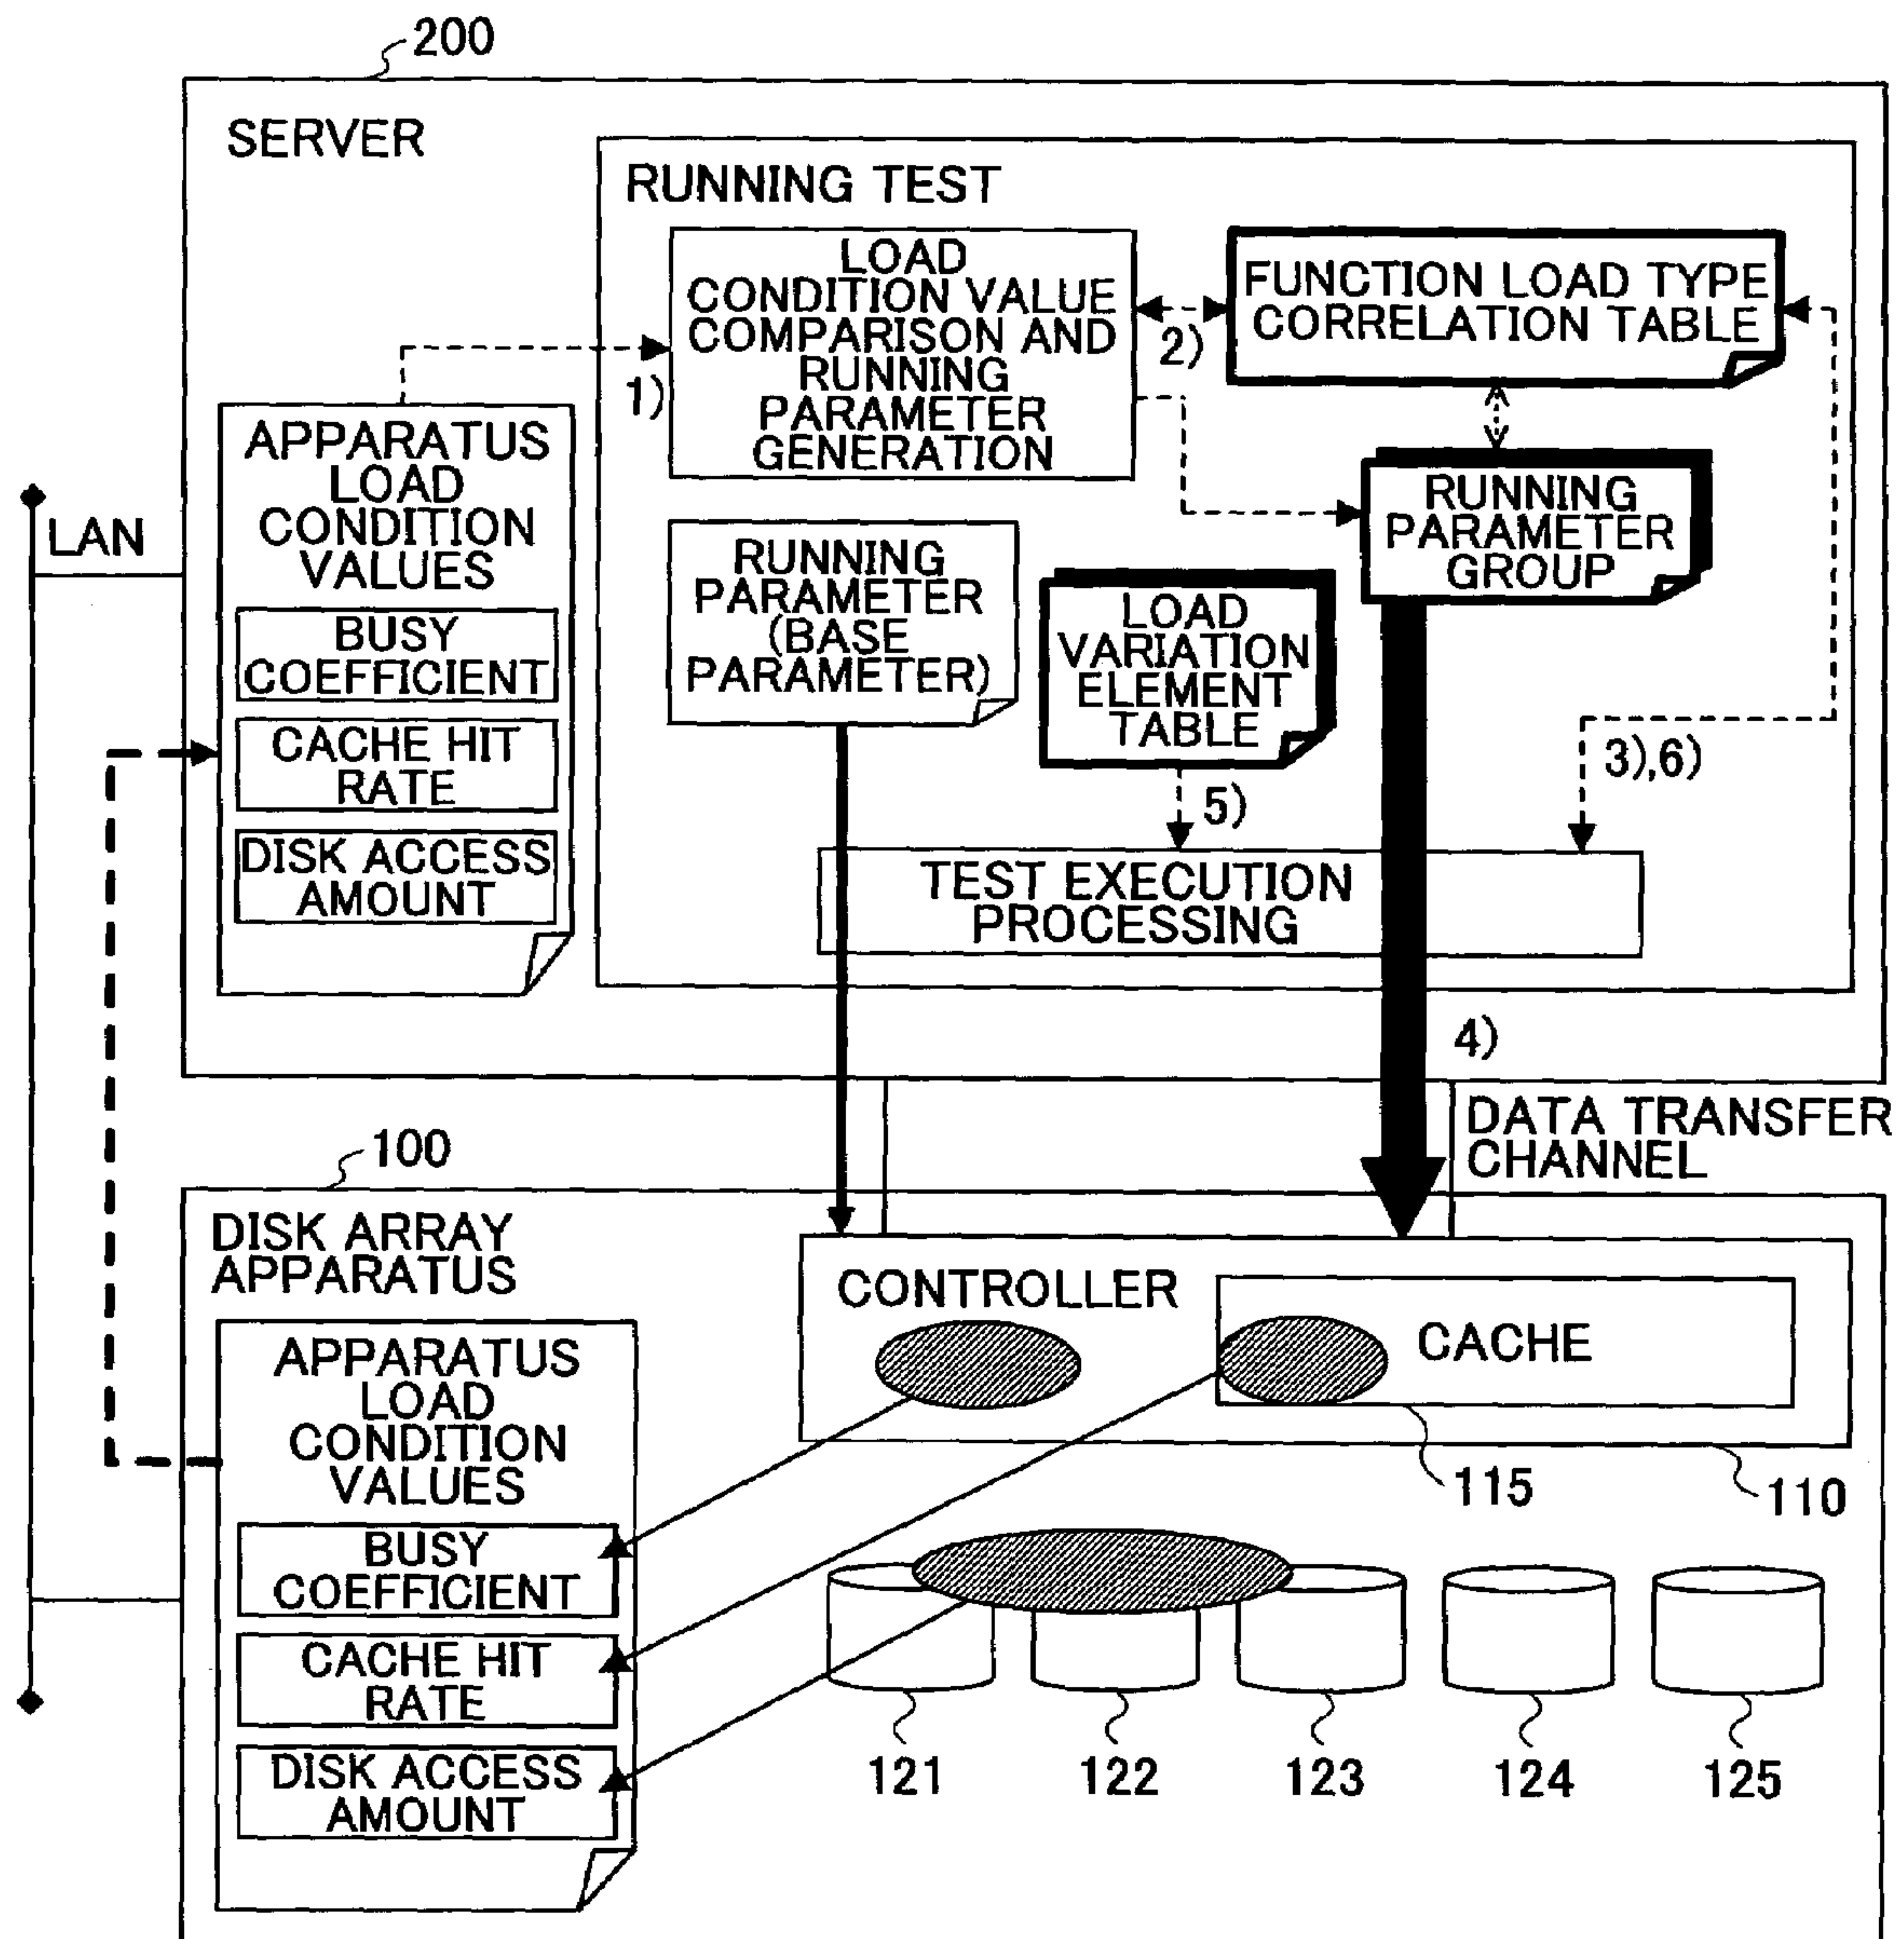 200
SERVER
RUNNING TEST
LOAD
CONDITION VALUE
COMPARISON AND
RUNNING
PARAMETER
GENERATION
FUNCTION LOAD TYPE
CORRELATION TABLE
1)
2)
APPARATUS
LOAD
CONDITION
VALUES
BUSY
COEFFICIENT
CACHE HIT
RATE
DISK ACCESS
AMOUNT
LAN
RUNNING
PARAMETER
GROUP
RUNNING
PARAMETER
(BASE
PARAMETER)
LOAD
VARIATION
ELEMENT
TABLE
3),6)
5)
TEST EXECUTION
PROCESSING
4)
DATA TRANSFER
CHANNEL
100
DISK ARRAY
APPARATUS
CONTROLLER
CACHE
APPARATUS
LOAD
CONDITION
VALUES
BUSY
COEFFICIENT
CACHE HIT
RATE
DISK ACCESS
AMOUNT
115
110
121
122
123
124
125